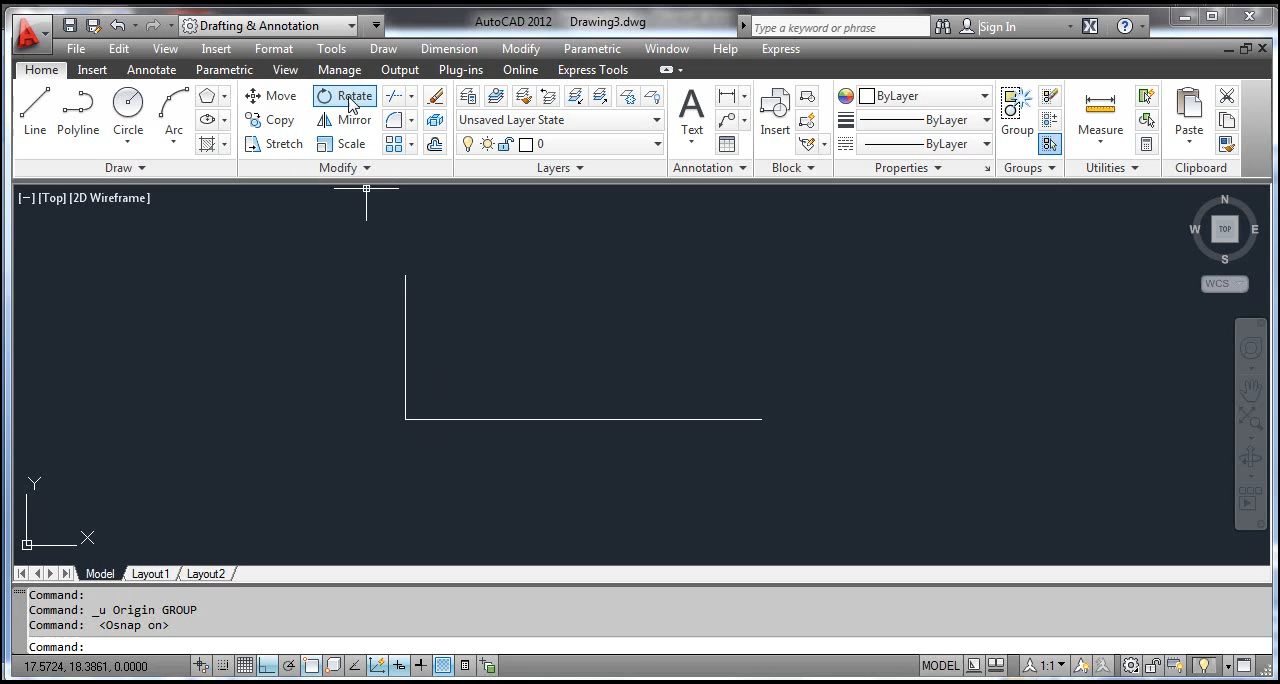 Drafting & Annotation
AutoCAD 2012 Drawing3.dwg
Type a keyword or phrase
Sign In
File Edit View Insert Format Tools Draw Dimension Modify Parametric Window Help Express
Home Insert Annotate Parametric View Manage Output Plug-ins Online Express Tools
Line Polyline Circle Arc
Move Rotate
Copy Mirror
Stretch Scale
Unsaved Layer State
0
Text
Insert
ByLayer
ByLayer
ByLayer
Group
Measure
Paste
Draw Modify Layers Annotation Block Properties Groups Utilities Clipboard
[−] [Top] [2D Wireframe]
N
W TOP E
S
WCS
Y
X
Model Layout1 Layout2
Command:
Command: _u Origin GROUP
Command: <Osnap on>
Command:
17.5724, 18.3861, 0.0000
MODEL
1:1